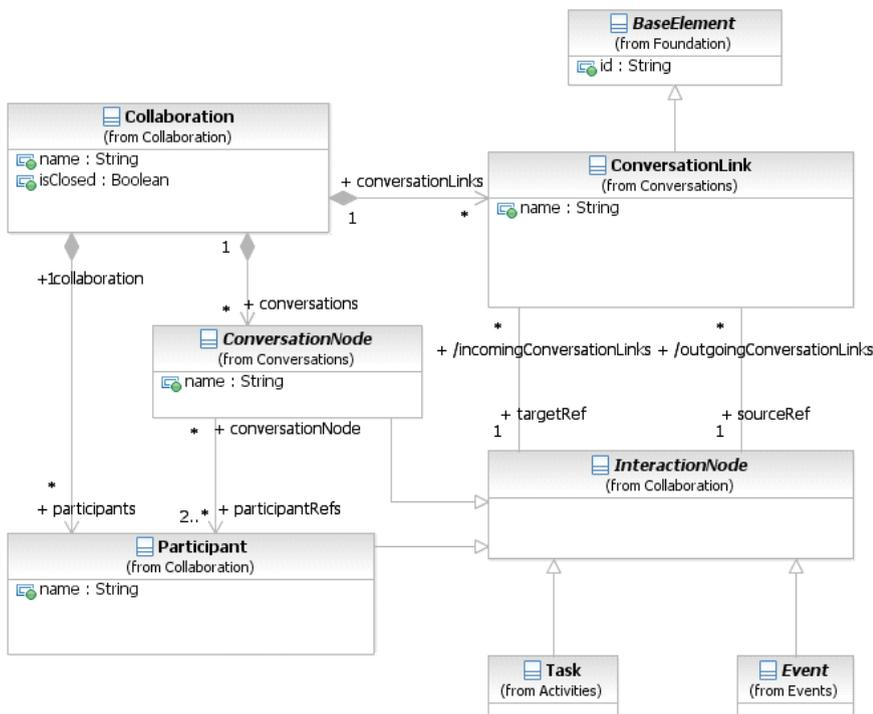 BaseElement
(from Foundation)
id : String
Collaboration
(from Collaboration)
name : String
isClosed : Boolean
+ conversationLinks
1
*
ConversationLink
(from Conversations)
name : String
1
+1collaboration
* + conversations
ConversationNode
(from Conversations)
name : String
*
+ /incomingConversationLinks
*
+ /outgoingConversationLinks
+ targetRef
1
+ sourceRef
1
* + conversationNode
InteractionNode
(from Collaboration)
*
+ participants
2..* + participantRefs
Participant
(from Collaboration)
name : String
Task
(from Activities)
Event
(from Events)